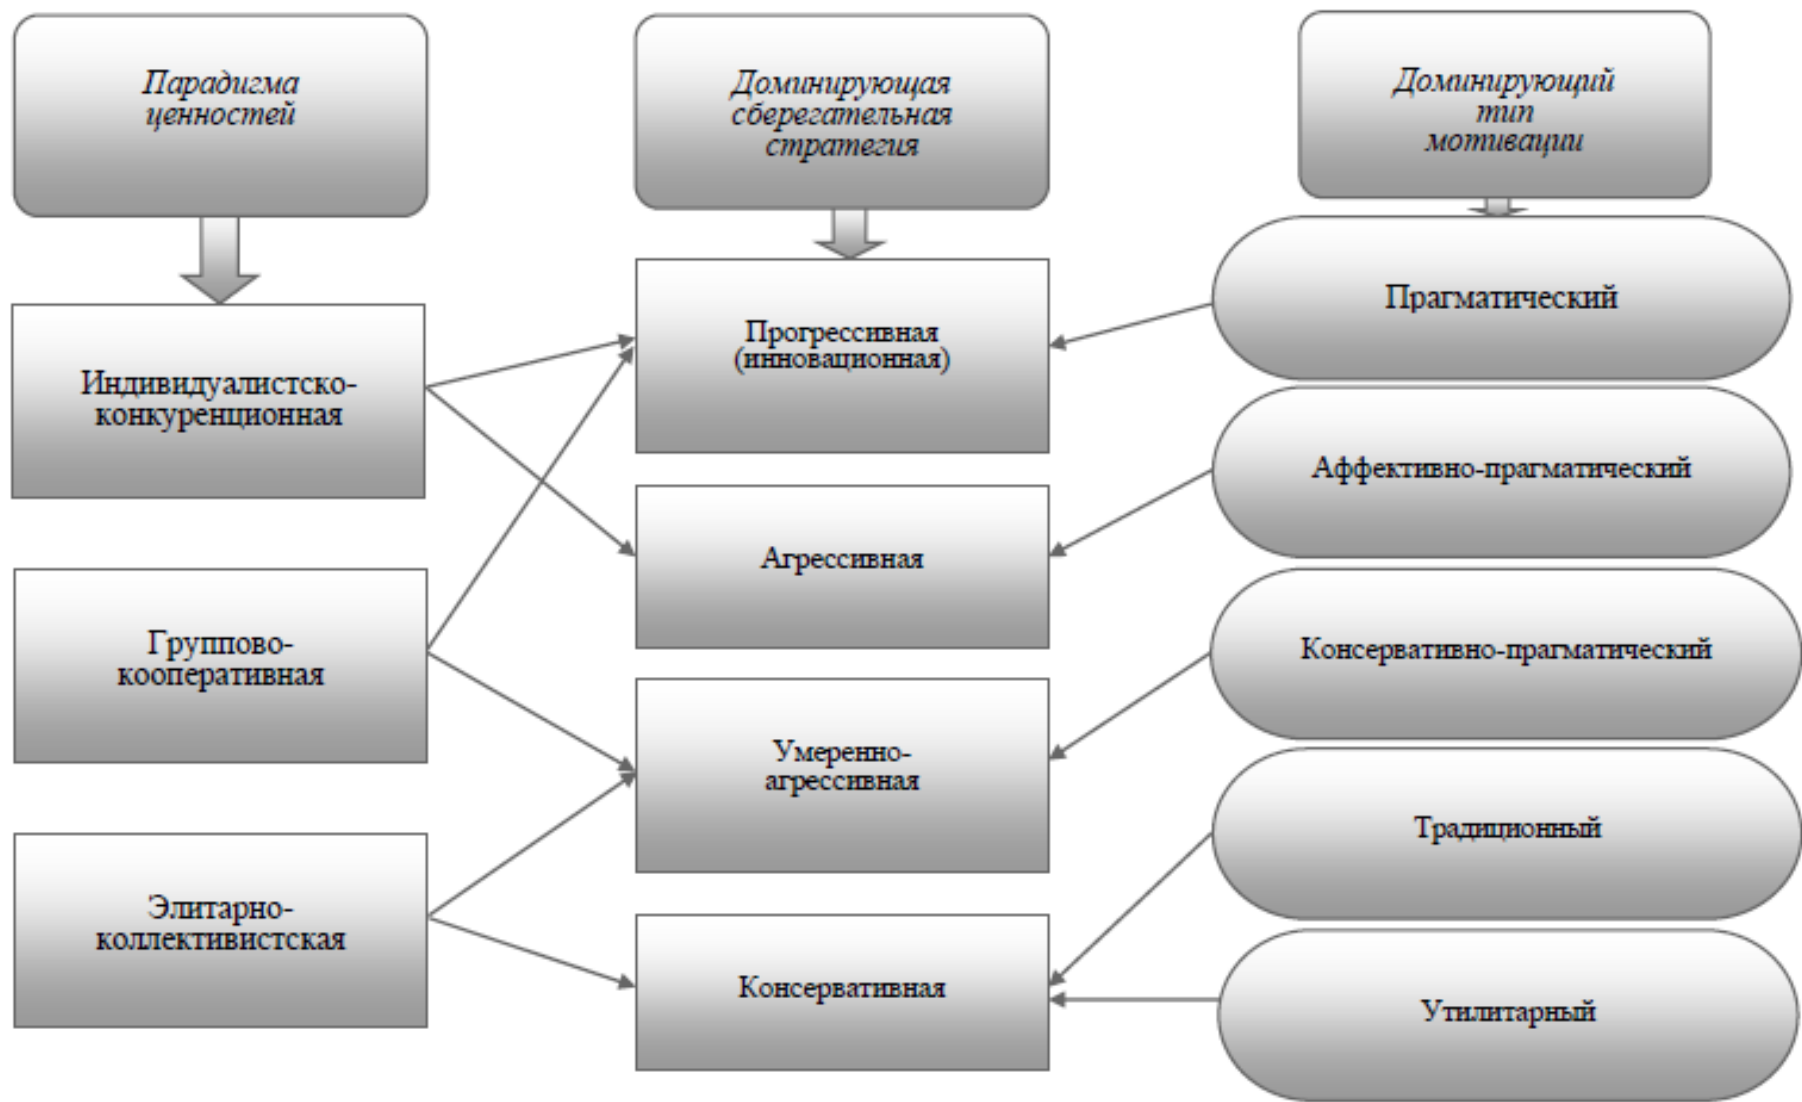 Парадигма
ценностей
Доминирующая
сберегательная
стратегия
Доминирующий
тип
мотивации
Индивидуалистско-
конкуренционная
Группово-
кооперативная
Элитарно-
коллективистская
Прогрессивная
(инновационная)
Агрессивная
Умеренно-
агрессивная
Консервативная
Прагматический
Аффективно-прагматический
Консервативно-прагматический
Традиционный
Утилитарный